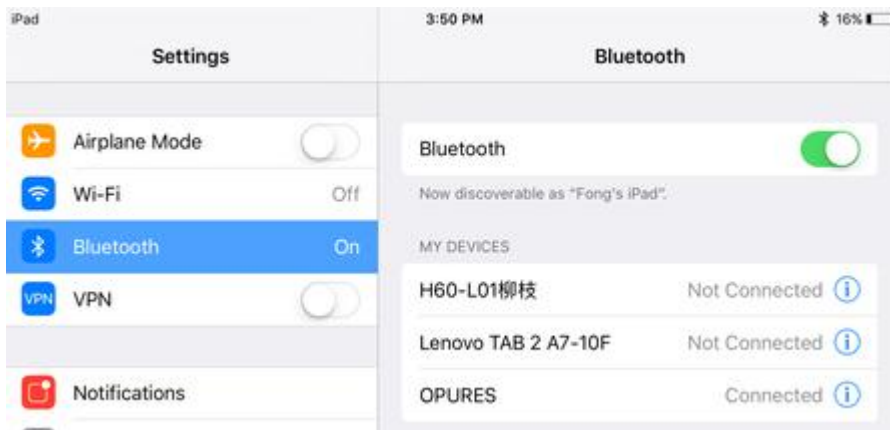 iPad
3:50 PM
16%
Settings
Bluetooth
Airplane Mode
Wi-Fi
Off
Bluetooth
On
VPN
VPN
Notifications
Bluetooth
Now discoverable as "Fong's iPad".
MY DEVICES
H60-L01柳枝
Not Connected
Lenovo TAB 2 A7-10F
Not Connected
OPURES
Connected